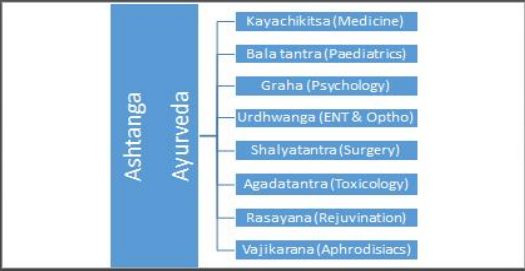 Ashtanga
Ayurveda
Kayachikitsa (Medicine)
Bala tantra (Paediatrics)
Graha (Psychology)
Urdhwanga (ENT & Optho)
Shalyatantra (Surgery)
Agadatantra (Toxicology)
Rasayana (Rejuvination)
Vajikarana (Aphrodisiacs)